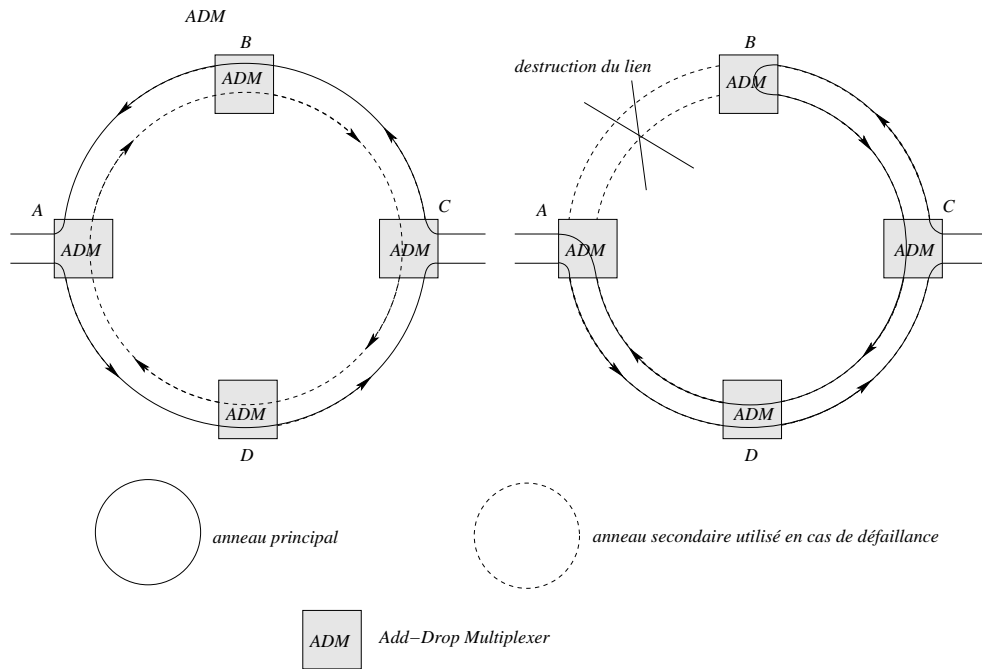 ADM
B
B
destruction du lien
ADM
ADM
A
C
A
C
ADM
ADM
ADM
ADM
ADM
ADM
D
D
anneau principal
anneau secondaire utilisé en cas de défaillance
ADM
Add–Drop Multiplexer